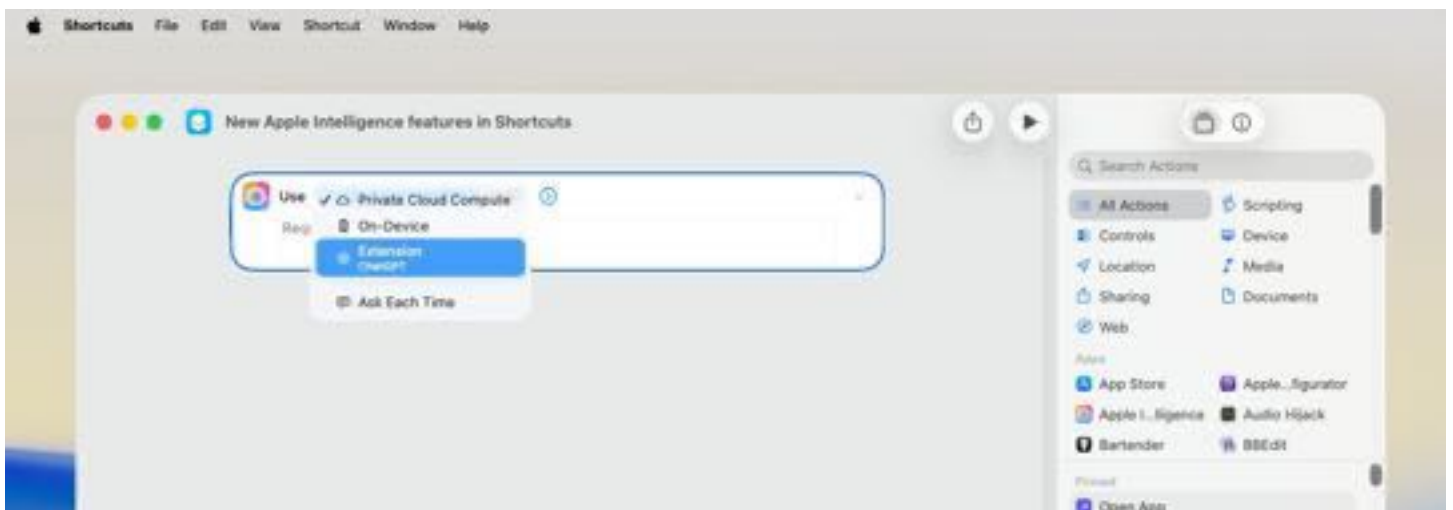 Shortcuts File Edit View Shortcut Window Help
New Apple Intelligence features in Shortcuts
Use ✓ Private Cloud Compute
Req
On-Device
Extension
ChatGPT
Ask Each Time
Search Actions
All Actions Scripting
Controls Device
Location Media
Sharing Documents
Web
Apps
App Store Apple...figurator
Apple I...lligence Audio Hijack
Bartender BBEdit
Pinned
Open App